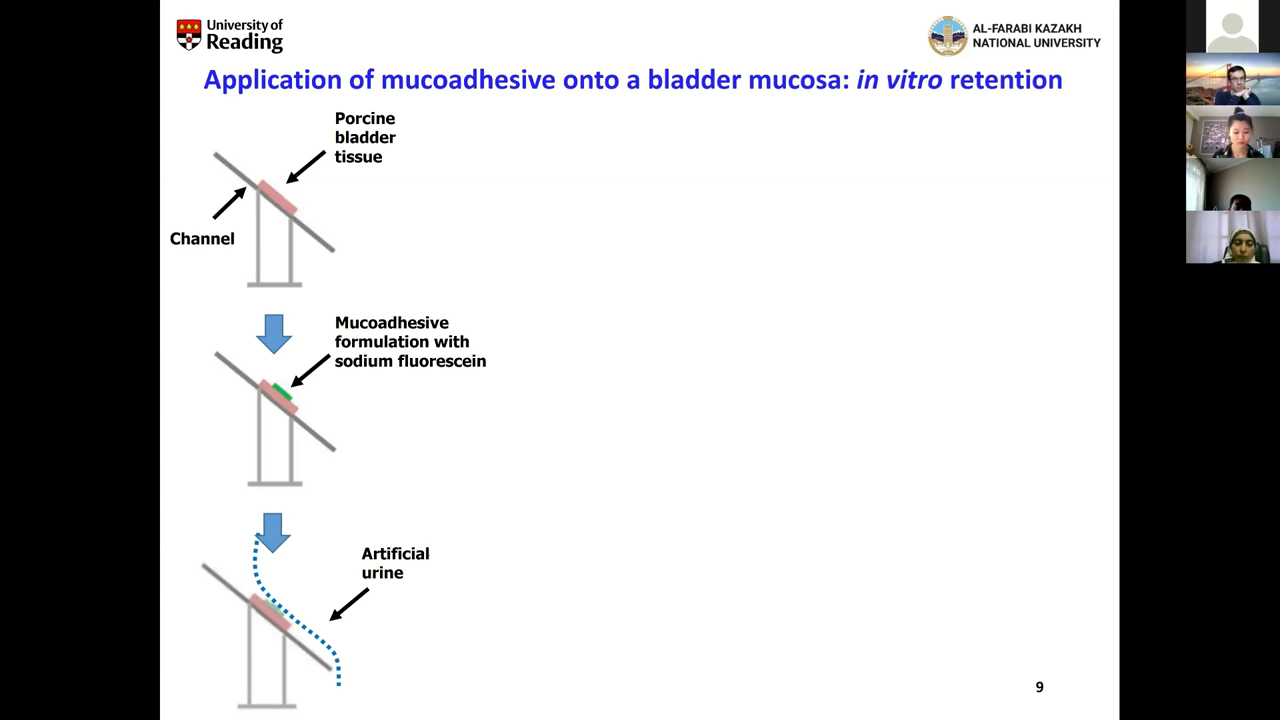 University of
Reading
AL-FARABI KAZAKH
NATIONAL UNIVERSITY
Application of mucoadhesive onto a bladder mucosa: in vitro retention
Porcine
bladder
tissue
Channel
Mucoadhesive
formulation with
sodium fluorescein
Artificial
urine
9